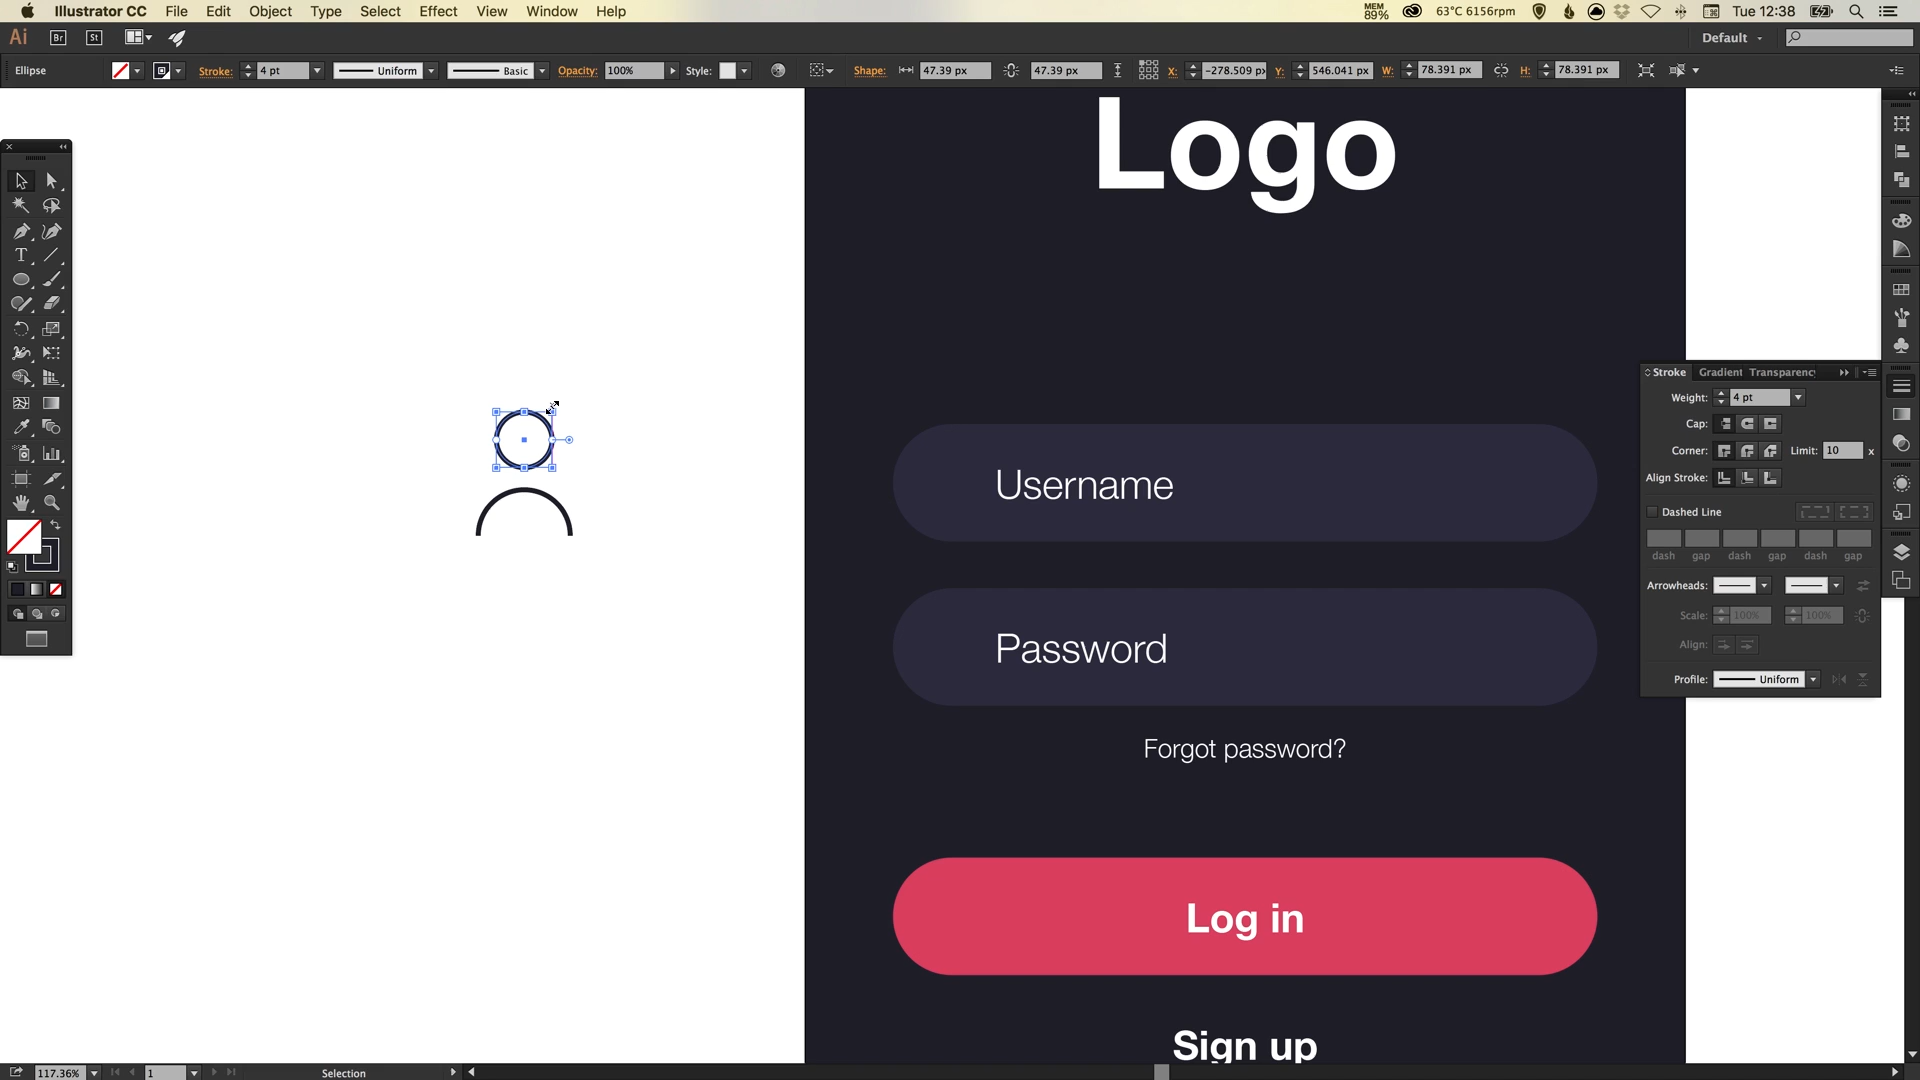 Illustrator CC File Edit Object Type Select Effect View Window Help MEM 89% 63°C 6156rpm Tue 12:38
Ai Br St Default
Ellipse Stroke: 4 pt Uniform Basic Opacity: 100% Style: Shape: 47.39 px 47.39 px X: -278.509 px Y: 546.041 px W: 78.391 px H: 78.391 px
Logo
Username
Password
Forgot password?
Log in
Sign up
Stroke Gradient Transparency
Weight: 4 pt
Cap:
Corner: Limit: 10 x
Align Stroke:
Dashed Line
dash gap dash gap dash gap
Arrowheads:
Scale: 100% 100%
Align:
Profile: Uniform
117.36% 1 Selection